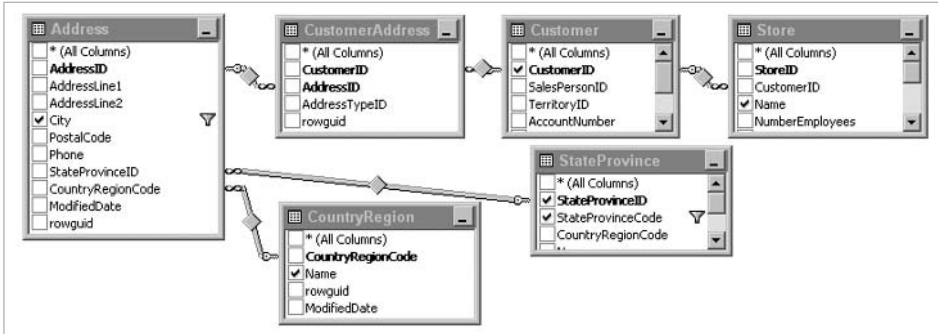 Address
* (All Columns)
AddressID
AddressLine1
AddressLine2
City
PostalCode
Phone
StateProvinceID
CountryRegionCode
ModifiedDate
rowguid
CustomerAddress
* (All Columns)
CustomerID
AddressID
AddressTypeID
rowguid
Customer
* (All Columns)
CustomerID
SalesPersonID
TerritoryID
AccountNumber
Store
* (All Columns)
StoreID
CustomerID
Name
NumberEmployees
StateProvince
* (All Columns)
StateProvinceID
StateProvinceCode
CountryRegionCode
CountryRegion
* (All Columns)
CountryRegionCode
Name
rowguid
ModifiedDate